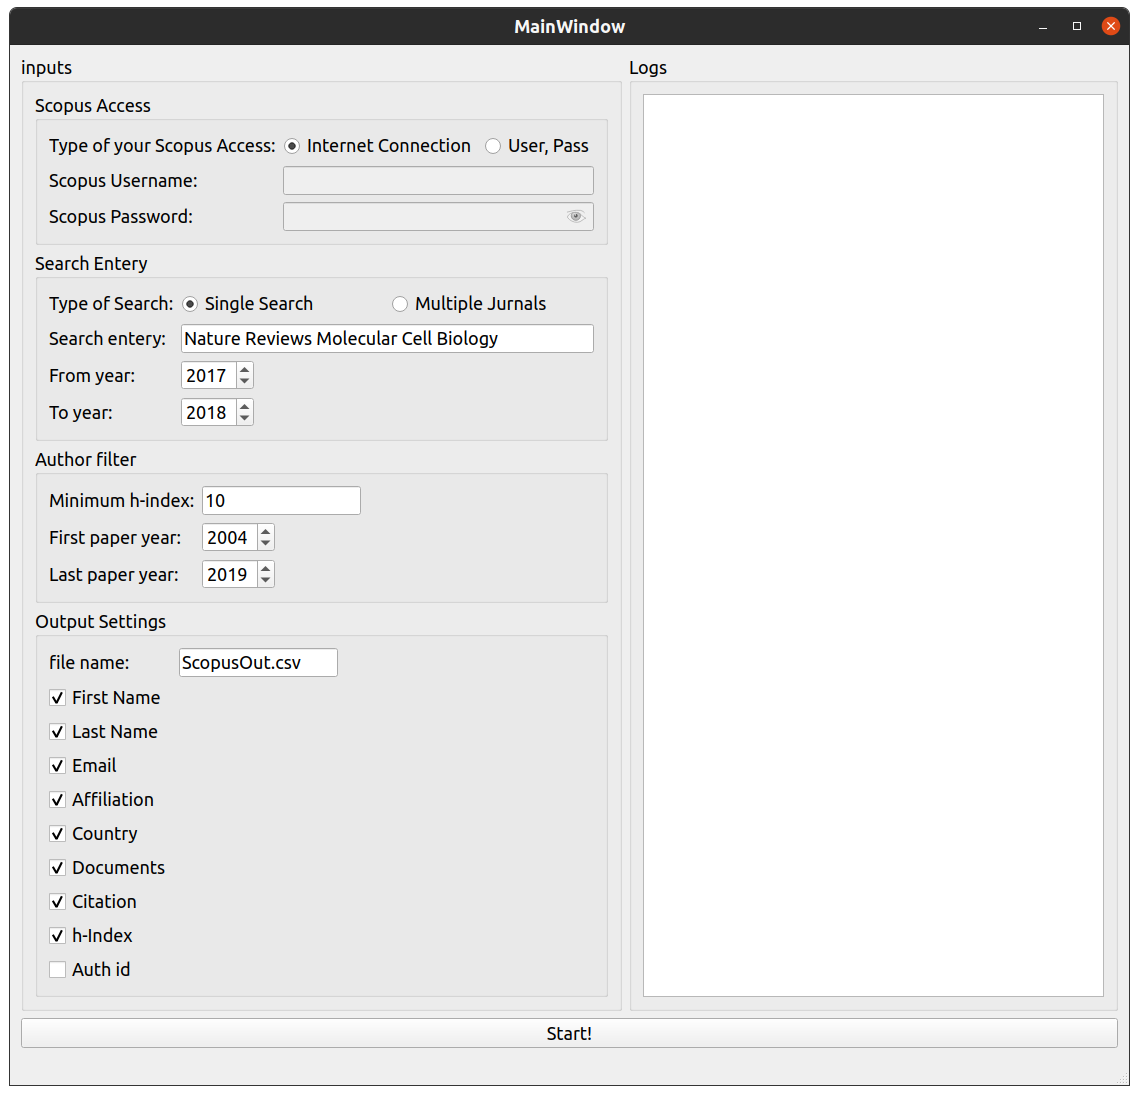 MainWindow
inputs
Scopus Access
Type of your Scopus Access: Internet Connection User, Pass
Scopus Username:
Scopus Password:
Search Entery
Type of Search: Single Search Multiple Jurnals
Search entery: Nature Reviews Molecular Cell Biology
From year: 2017
To year: 2018
Author filter
Minimum h-index: 10
First paper year: 2004
Last paper year: 2019
Output Settings
file name: ScopusOut.csv
First Name
Last Name
Email
Affiliation
Country
Documents
Citation
h-Index
Auth id
Logs
Start!